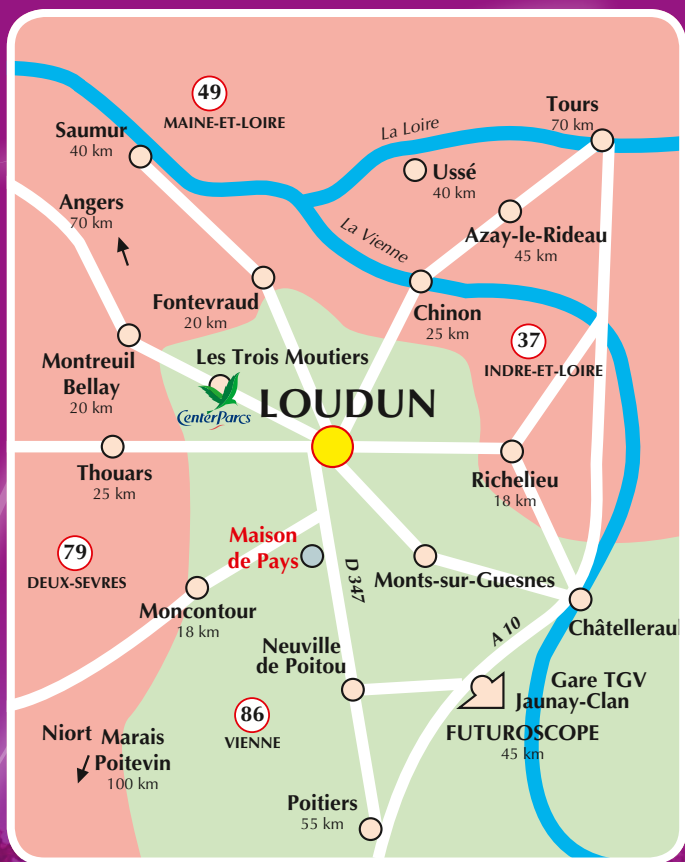 49
MAINE-ET-LOIRE
Tours
70 km
La Loire
Saumur
40 km
Ussé
40 km
Angers
70 km
La Vienne
Azay-le-Rideau
45 km
Fontevraud
20 km
Chinon
25 km
37
INDRE-ET-LOIRE
Montreuil
Bellay
20 km
Les Trois Moutiers
CenterParcs
LOUDUN
Thouars
25 km
Richelieu
18 km
79
DEUX-SEVRES
Maison
de Pays
D 347
Monts-sur-Guesnes
Moncontour
18 km
A 10
Châtelleraul
Neuville
de Poitou
Gare TGV
Jaunay-Clan
86
VIENNE
FUTUROSCOPE
45 km
Niort
Marais
Poitevin
100 km
Poitiers
55 km